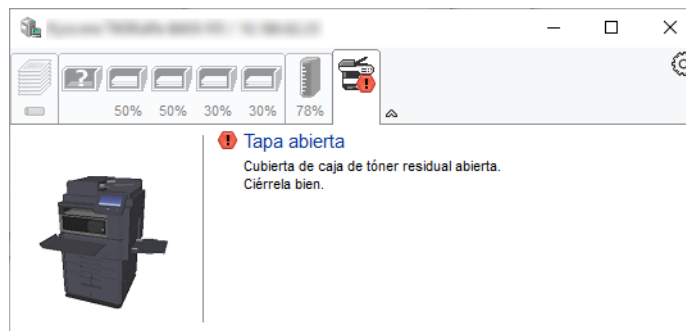 ?
50% 50% 30% 30% 78%
Tapa abierta
Cubierta de caja de tóner residual abierta.
Ciérrela bien.